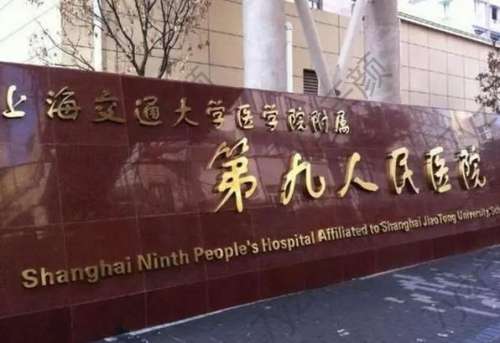 上海交通大学医学院附属
第九人民医院
Shanghai Ninth People's Hospital Affiliated to Shanghai JiaoTong University, Sch